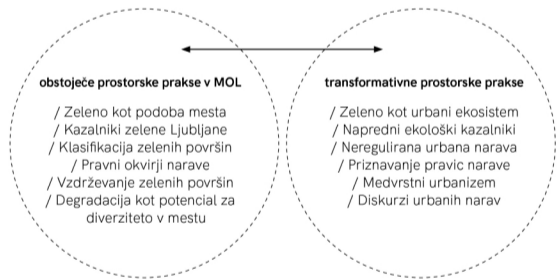 obstoječe prostorske prakse v MOL
/ Zeleno kot podoba mesta
/ Kazalniki zelene Ljubljane
/ Klasifikacija zelenih površin
/ Pravni okvirji narave
/ Vzdrževanje zelenih površin
/ Degradacija kot potencial za
diverziteto v mestu
transformativne prostorske prakse
/ Zeleno kot urbani ekosistem
/ Napredni ekološki kazalniki
/ Neregulirana urbana narava
/ Priznavanje pravic narave
/ Medvrstni urbanizem
/ Diskurzi urbanih narav